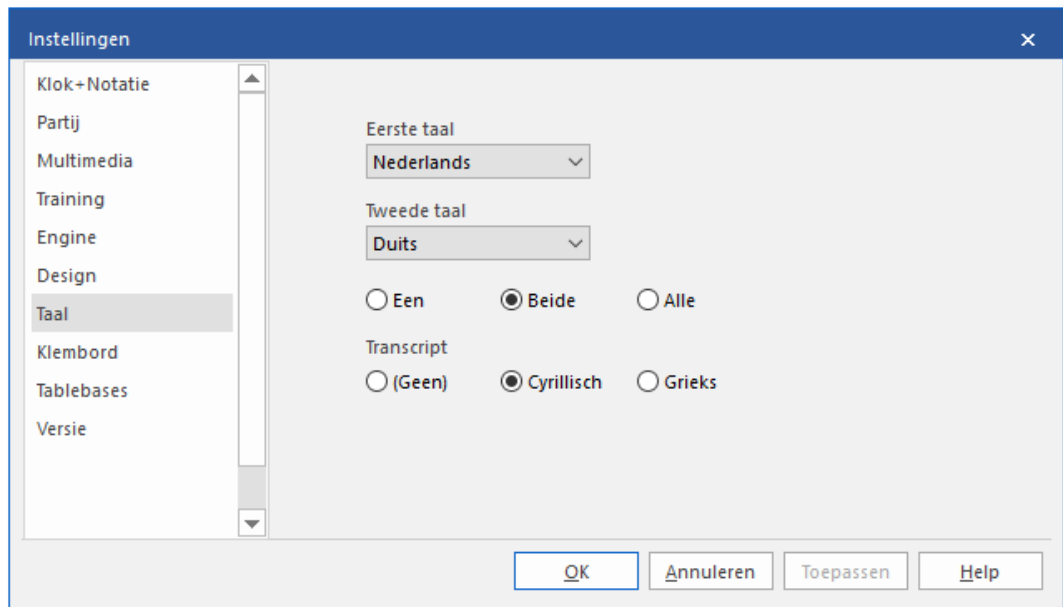 Instellingen
Klok+Notatie
Partij
Multimedia
Training
Engine
Design
Taal
Klembord
Tablebases
Versie
Eerste taal
Nederlands
Tweede taal
Duits
Een Beide Alle
Transcript
(Geen) Cyrillisch Grieks
OK Annuleren Toepassen Help